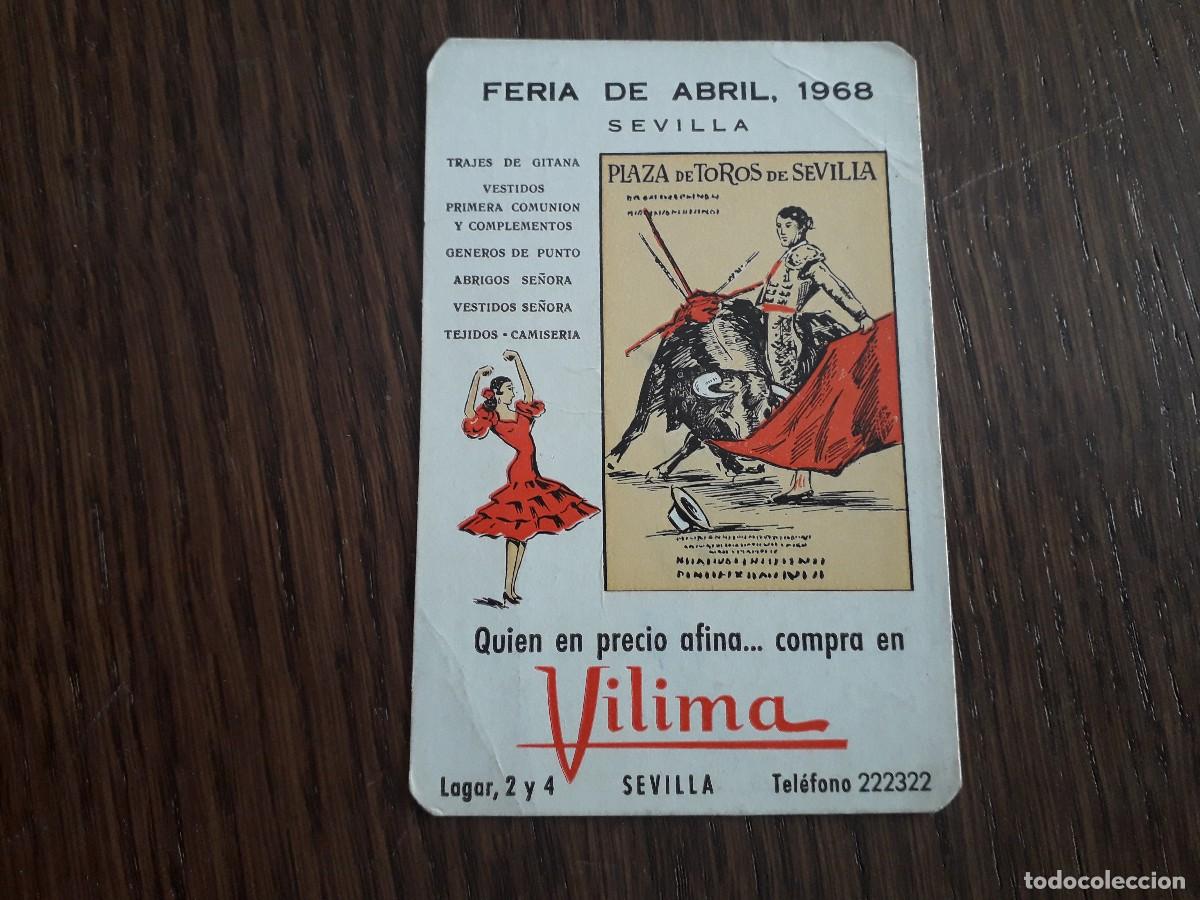 FERIA DE ABRIL, 1968
SEVILLA
TRAJES DE GITANA
VESTIDOS
PRIMERA COMUNION
Y COMPLEMENTOS
GENEROS DE PUNTO
ABRIGOS SEÑORA
VESTIDOS SEÑORA
TEJIDOS - CAMISERIA
PLAZA DE TOROS DE SEVILLA
Quien en precio afina... compra en
Vilima
Lagar, 2 y 4 SEVILLA Teléfono 222322
todocoleccion